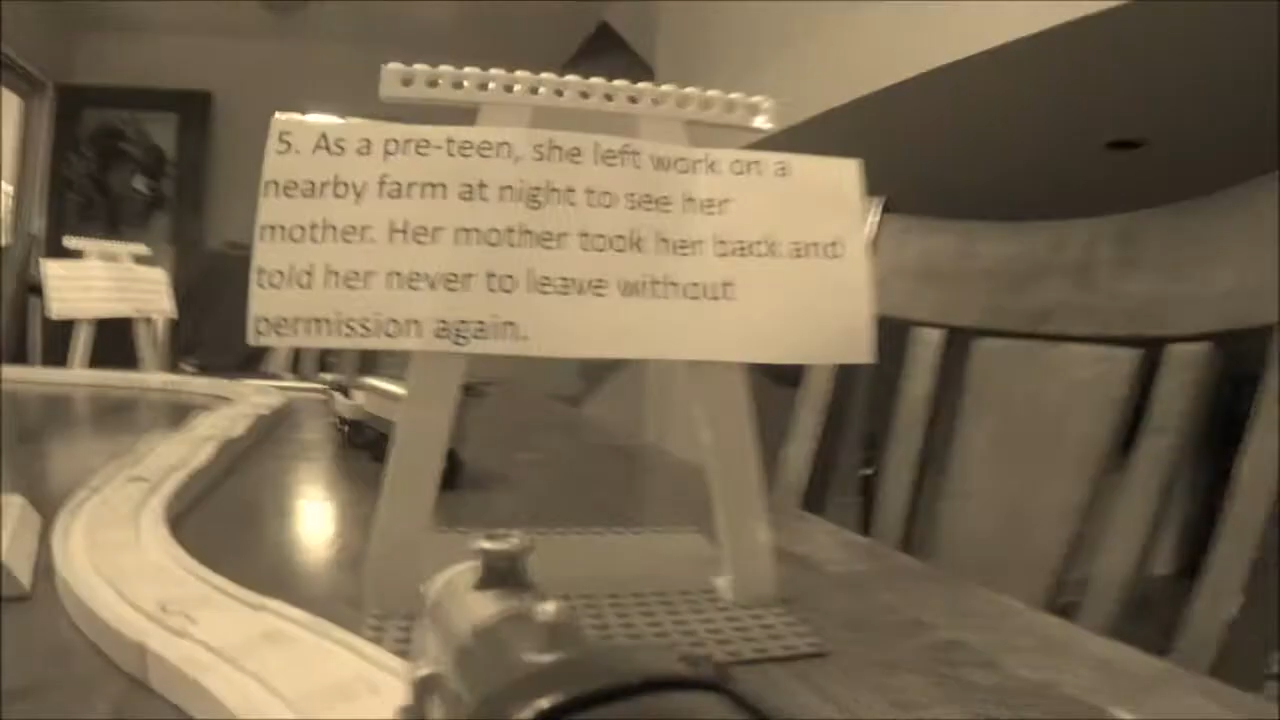 5. As a pre-teen, she left work on a
nearby farm at night to see her
mother. Her mother took her back and
told her never to leave without
permission again.